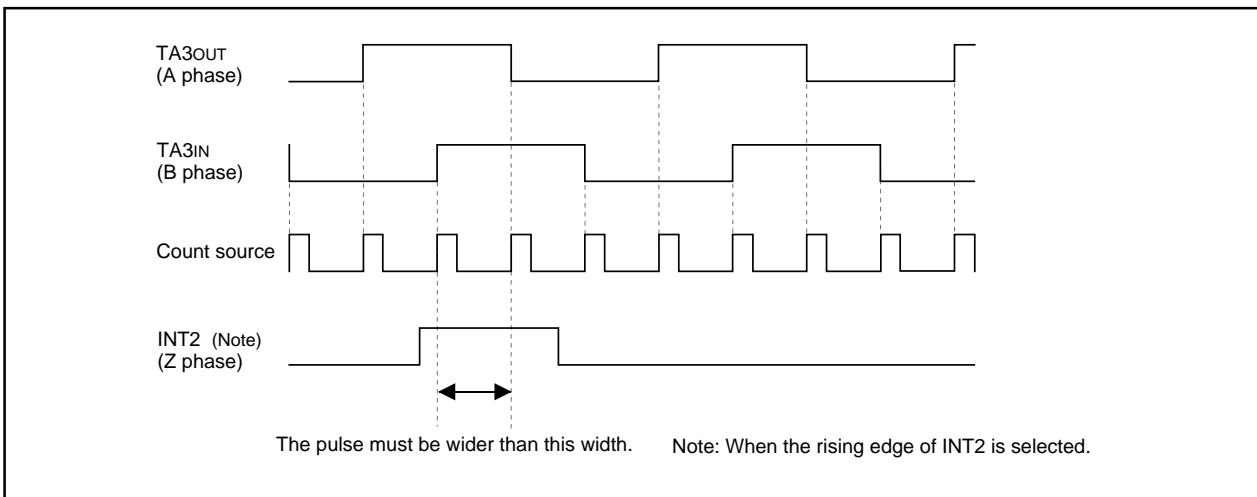 TA3OUT
(A phase)
TA3IN
(B phase)
Count source
INT2 (Note)
(Z phase)
The pulse must be wider than this width. Note: When the rising edge of INT2 is selected.